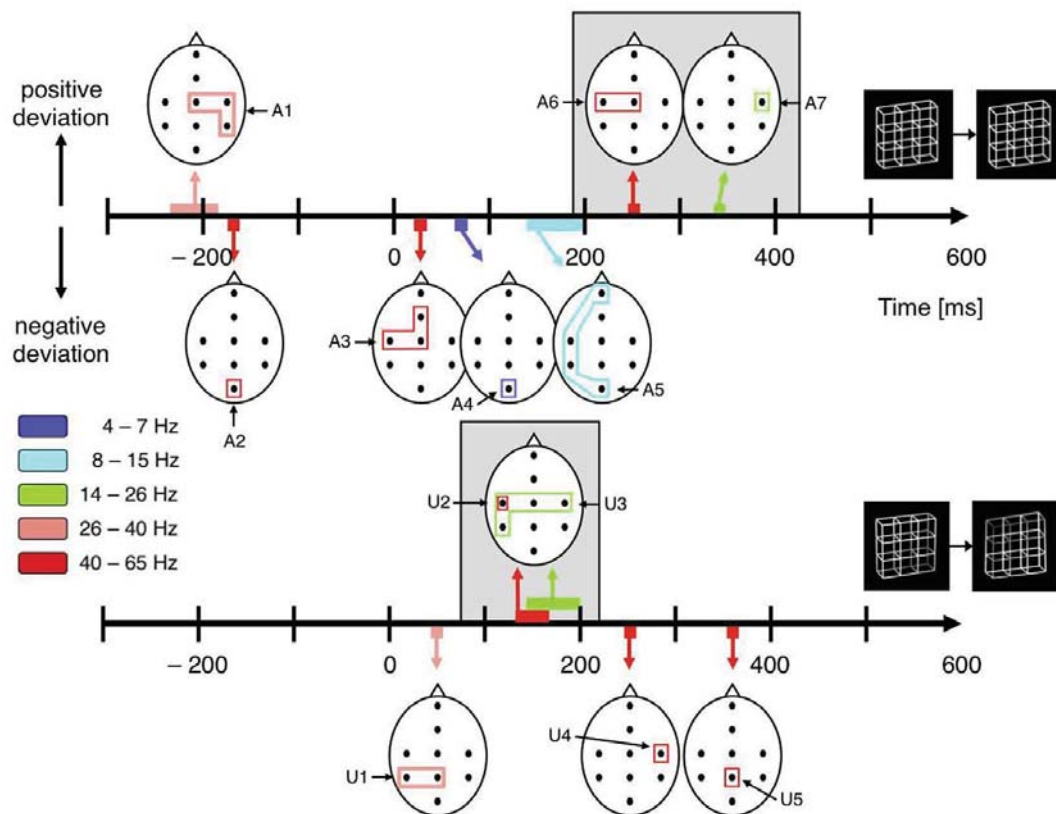 positive
deviation
A1
A6
A7
– 200
0
200
400
600
Time [ms]
negative
deviation
A3
A4
A5
A2
4 – 7 Hz
8 – 15 Hz
14 – 26 Hz
26 – 40 Hz
40 – 65 Hz
U2
U3
– 200
0
200
400
600
U4
U1
U5